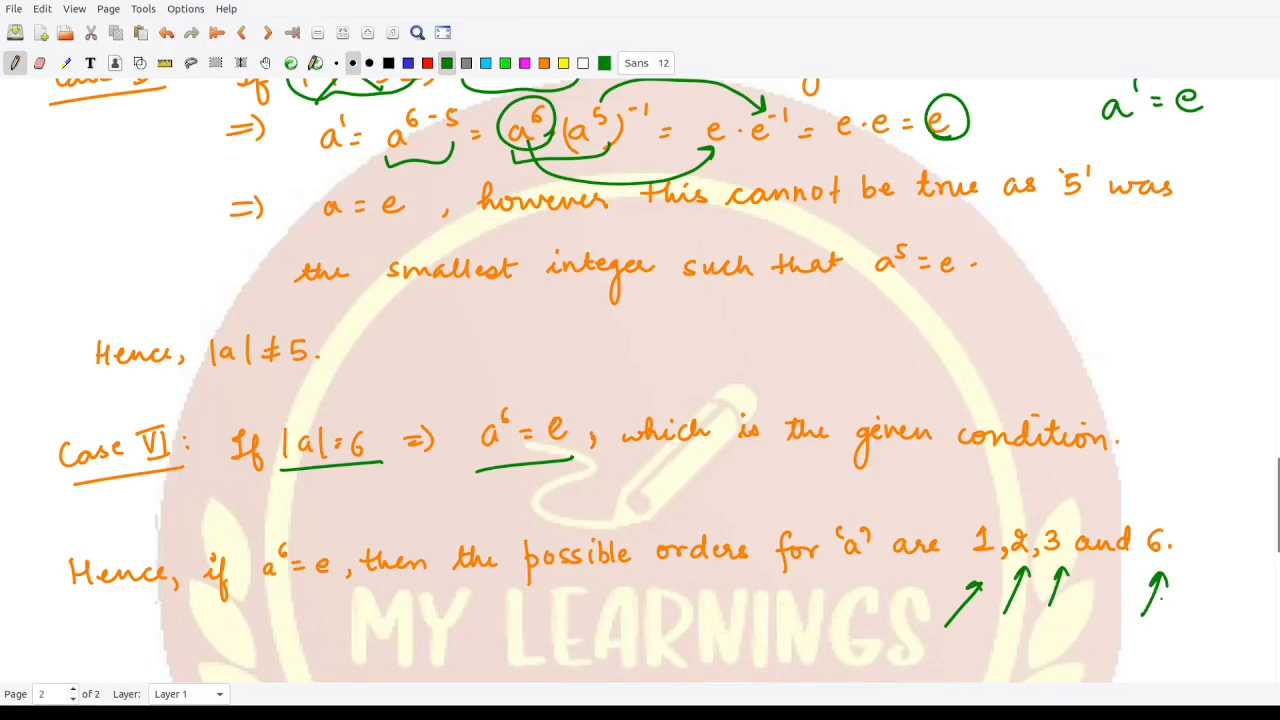 File Edit View Journal Tools Options Help
Sans 12
If
a¹ = e
=) a¹ = a⁶⁻⁵ = a⁶·(a⁵)⁻¹ = e · e⁻¹ = e · e = e
=) a = e , however this cannot be true as '5' was
the smallest integer such that a⁵ = e .
Hence, |a| ≠ 5.
Case VI : If |a| = 6 =) a⁶ = e , which is the given condition.
Hence, if a⁶ = e, then the possible orders for "a" are 1, 2, 3 and 6.
MY LEARNINGS
Page 2 of 2 Layer: Layer 1